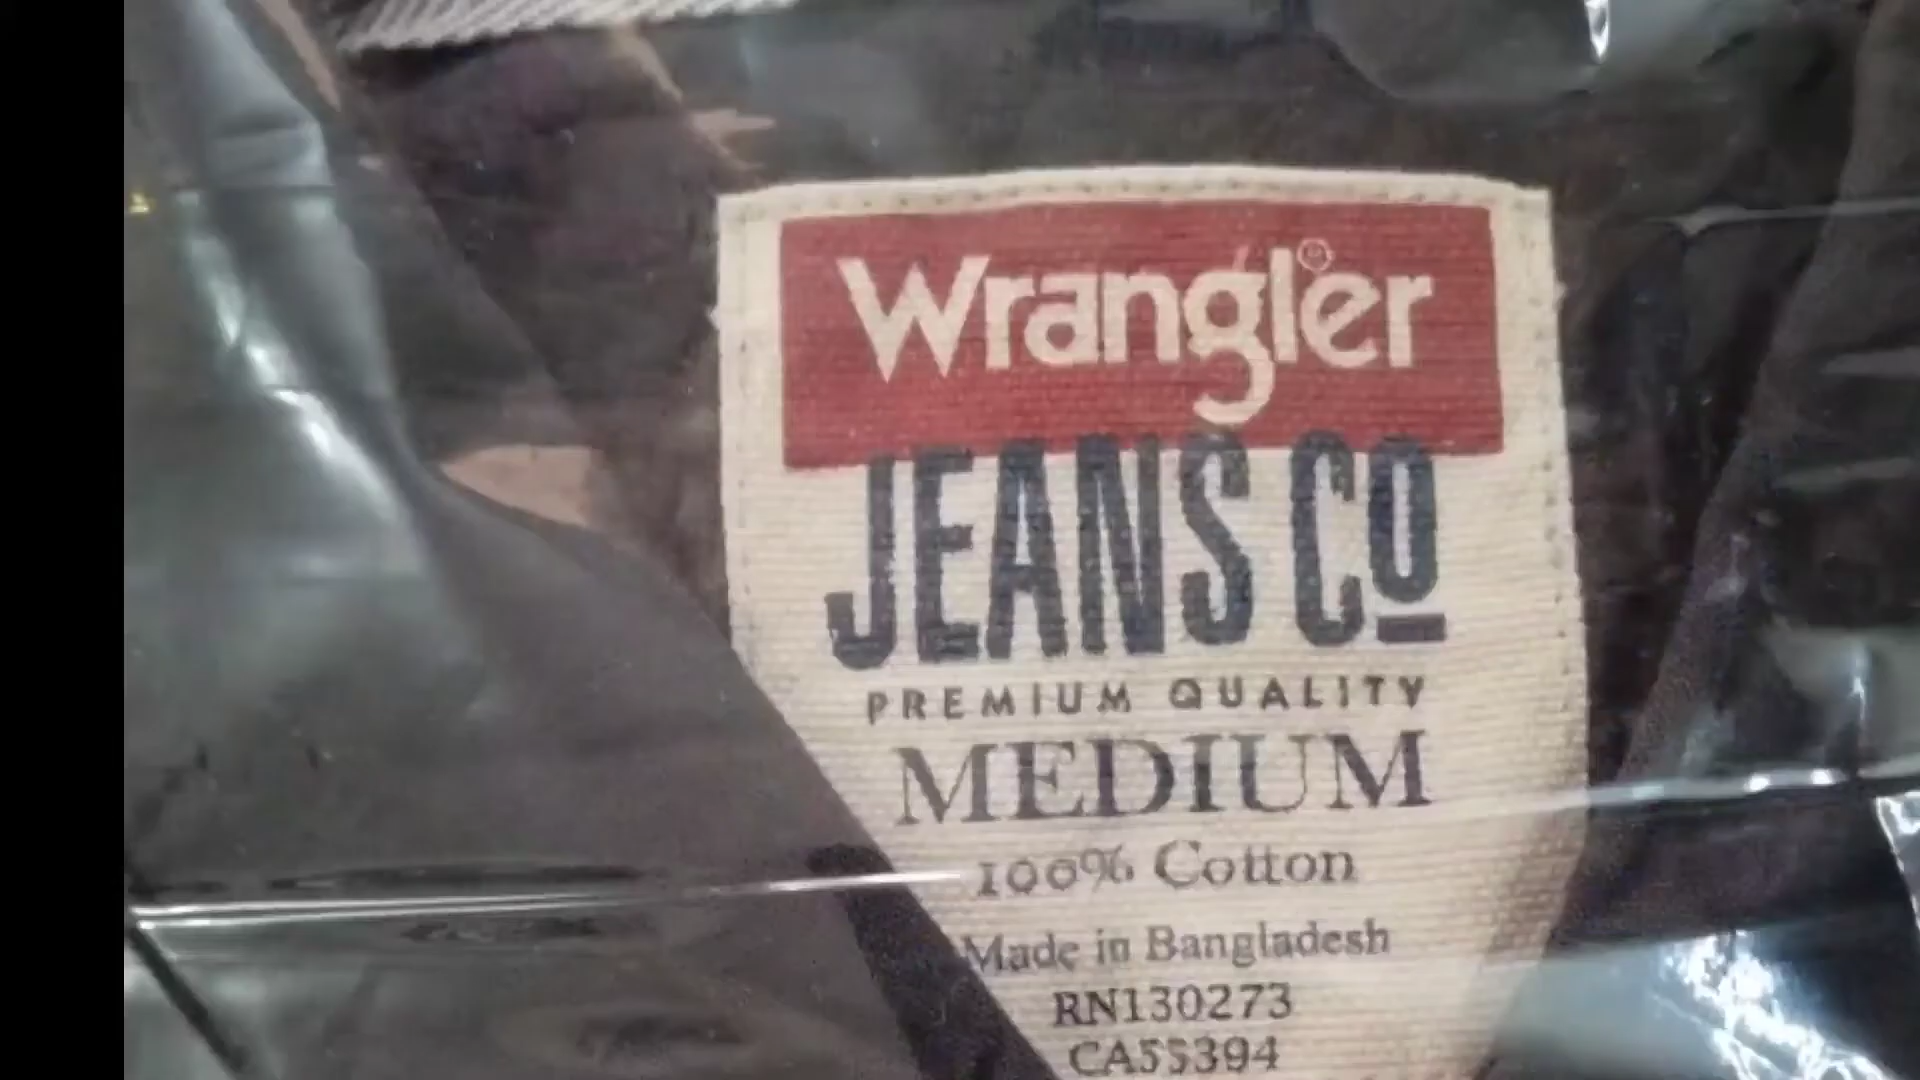 Wrangler®
JEANS CO
PREMIUM QUALITY
MEDIUM
100% Cotton
Made in Bangladesh
RN130273
CA55394